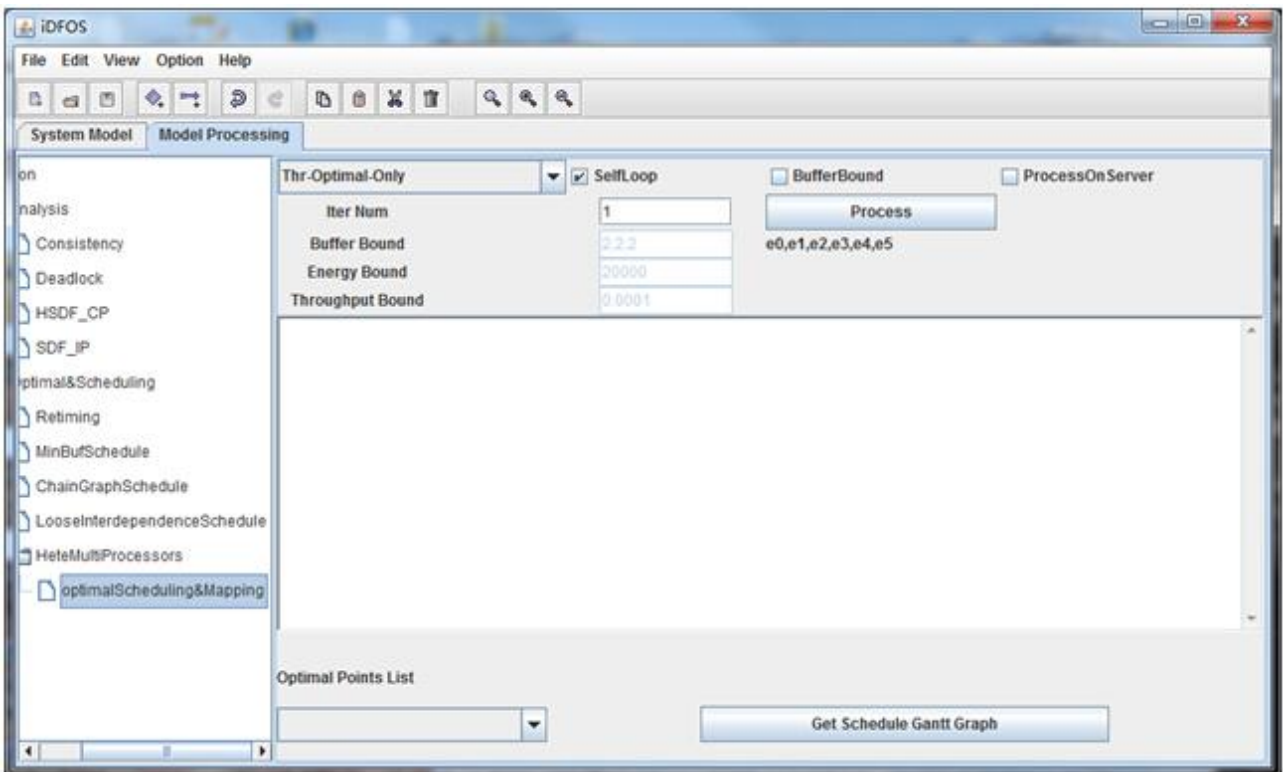 iDFOS
File Edit View Option Help
System Model Model Processing
on
nalysis
Consistency
Deadlock
HSDF_CP
SDF_IP
ptimal&Scheduling
Retiming
MinBufSchedule
ChainGraphSchedule
LooseInterdependenceSchedule
HeteMultiProcessors
optimalScheduling&Mapping
Thr-Optimal-Only SelfLoop BufferBound ProcessOnServer
Iter Num 1 Process
Buffer Bound 2.2.2 e0,e1,e2,e3,e4,e5
Energy Bound 20000
Throughput Bound 0.0001
Optimal Points List
Get Schedule Gantt Graph